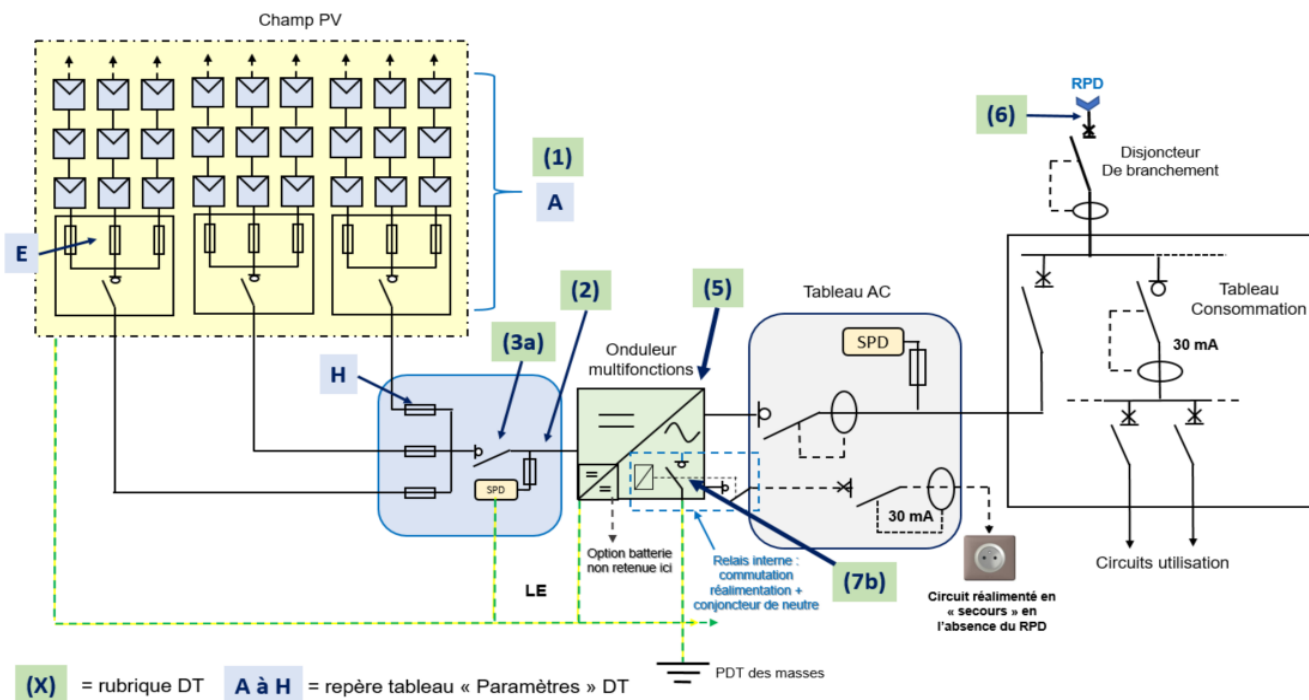 Champ PV
RPD
(6)
Disjoncteur
De branchement
(1)
A
E
(2)
(5)
Tableau AC
Tableau
Consommation
(3a)
Onduleur
multifonctions
SPD
30 mA
H
SPD
30 mA
Option batterie
non retenue ici
Relais interne :
commutation
réalimentation +
conjoncteur de neutre
(7b)
Circuits utilisation
LE
Circuit réalimenté en
« secours » en
l'absence du RPD
PDT des masses
(X) = rubrique DT A à H = repère tableau « Paramètres » DT